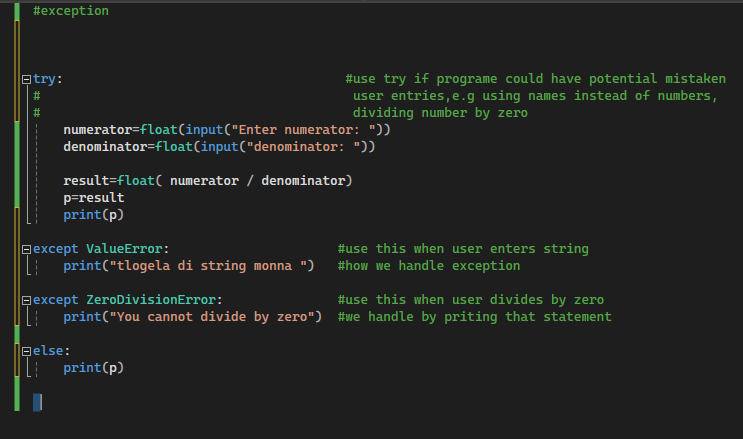 #exception
try: #use try if programe could have potential mistaken
# user entries,e.g using names instead of numbers,
# dividing number by zero
numerator=float(input("Enter numerator: "))
denominator=float(input("denominator: "))
result=float( numerator / denominator)
p=result
print(p)
except ValueError: #use this when user enters string
print("tlogela di string monna ") #how we handle exception
except ZeroDivisionError: #use this when user divides by zero
print("You cannot divide by zero") #we handle by priting that statement
else:
print(p)